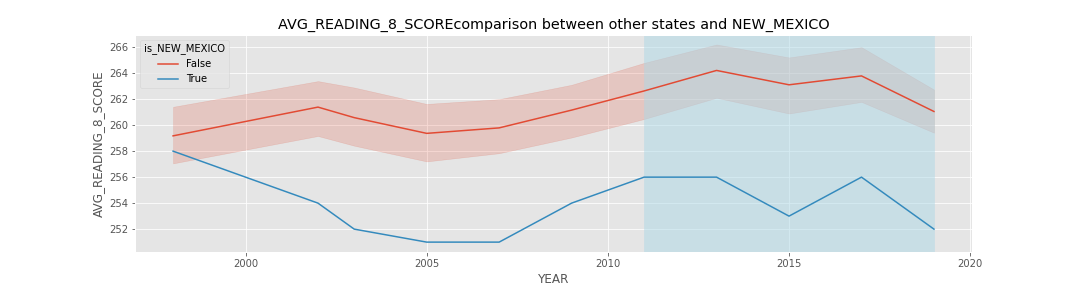 AVG_READING_8_SCOREcomparison between other states and NEW_MEXICO
is_NEW_MEXICO
False
True
AVG_READING_8_SCORE
266
264
262
260
258
256
254
252
2000
2005
2010
2015
2020
YEAR